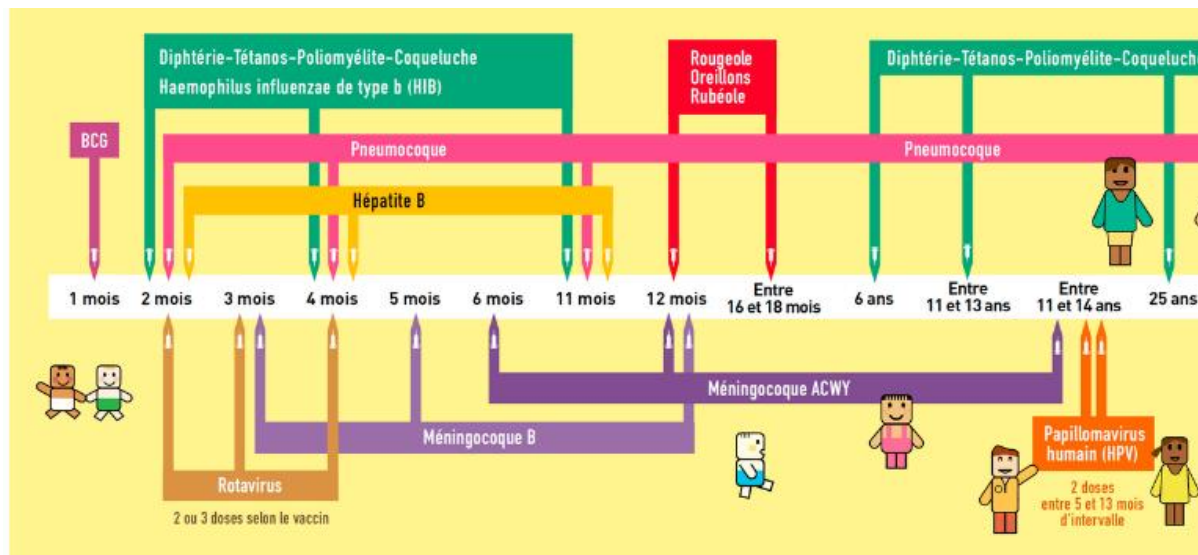 Diphtérie-Tétanos-Poliomyélite-Coqueluche
Haemophilus influenzae de type b (HIB)
Rougeole
Oreillons
Rubéole
Diphtérie-Tétanos-Poliomyélite-Coqueluche
BCG
Pneumocoque
Pneumocoque
Hépatite B
1 mois
2 mois
3 mois
4 mois
5 mois
6 mois
11 mois
12 mois
Entre
16 et 18 mois
6 ans
Entre
11 et 13 ans
Entre
11 et 14 ans
25 ans
Méningocoque ACWY
Méningocoque B
Papillomavirus
humain (HPV)
Rotavirus
2 ou 3 doses selon le vaccin
2 doses
entre 5 et 13 mois
d'intervalle